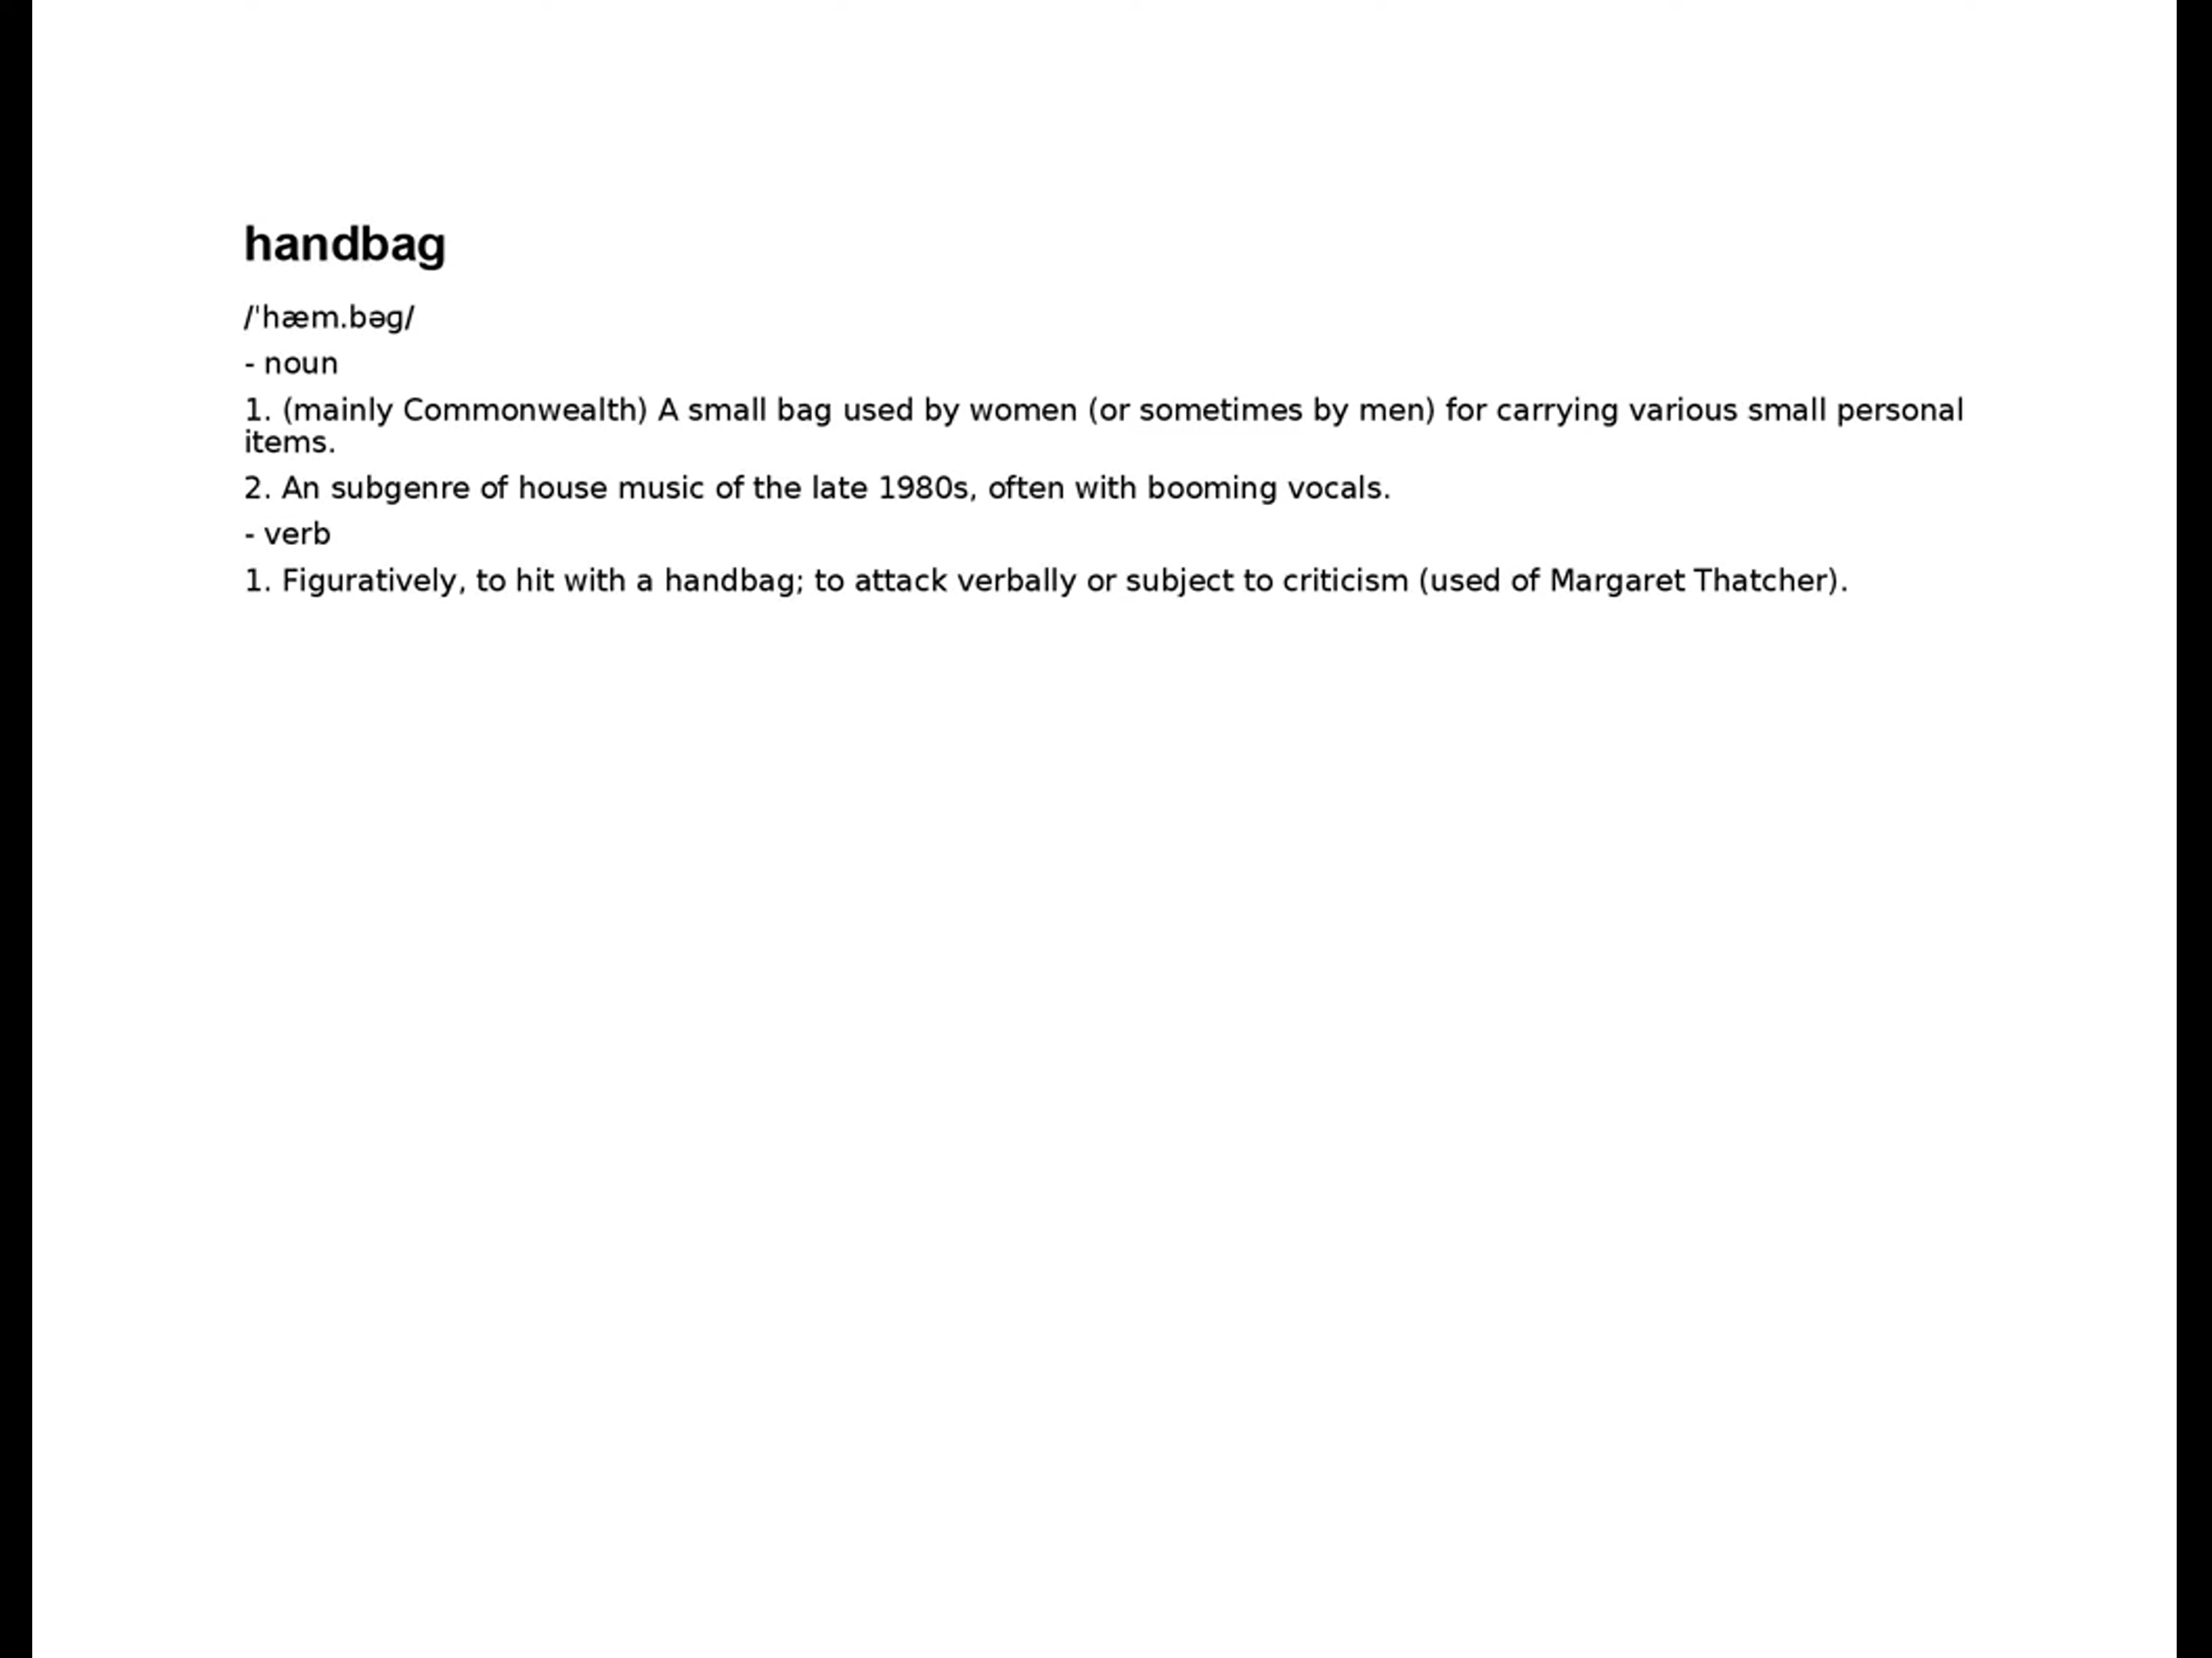 handbag
/ˈhæm.bəg/
- noun
1. (mainly Commonwealth) A small bag used by women (or sometimes by men) for carrying various small personal
items.
2. An subgenre of house music of the late 1980s, often with booming vocals.
- verb
1. Figuratively, to hit with a handbag; to attack verbally or subject to criticism (used of Margaret Thatcher).